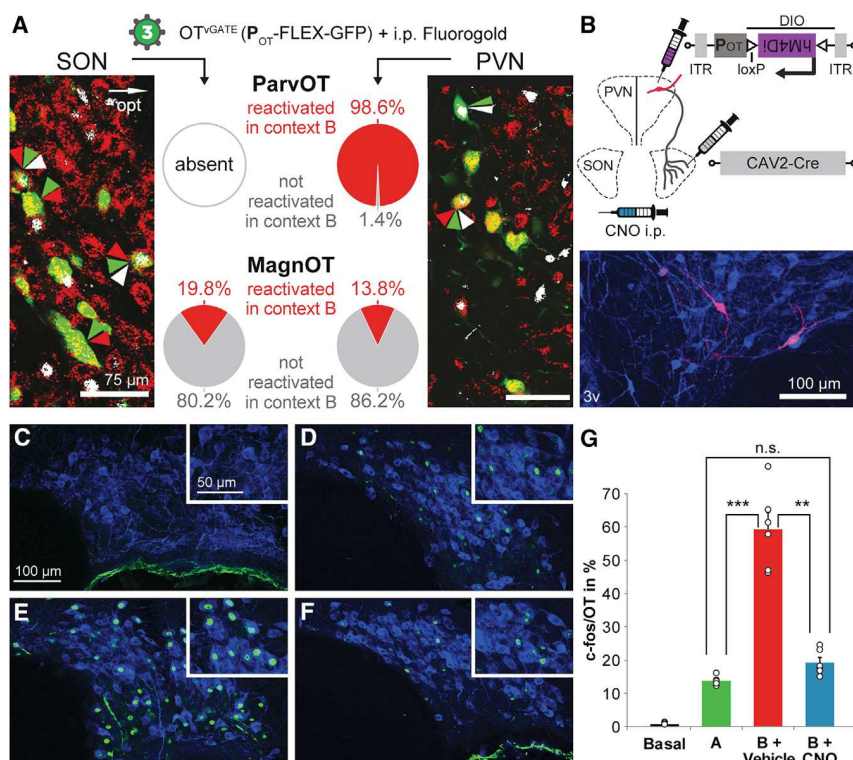 A
3
OTvGATE (POT-FLEX-GFP) + i.p. Fluorogold
SON
PVN
opt
ParvOT
reactivated
in context B
98.6%
absent
not
reactivated
in context B
1.4%
MagnOT
19.8%
reactivated
in context B
13.8%
not
reactivated
in context B
80.2%
86.2%
75 µm
B
DIO
POT
hM4Di
ITR
loxP
ITR
PVN
SON
CAV2-Cre
CNO i.p.
3v
100 µm
C
50 µm
100 µm
D
E
F
G
n.s.
***
**
c-fos/OT in %
80
70
60
50
40
30
20
10
0
Basal
A
B +
Vehicle
B +
CNO